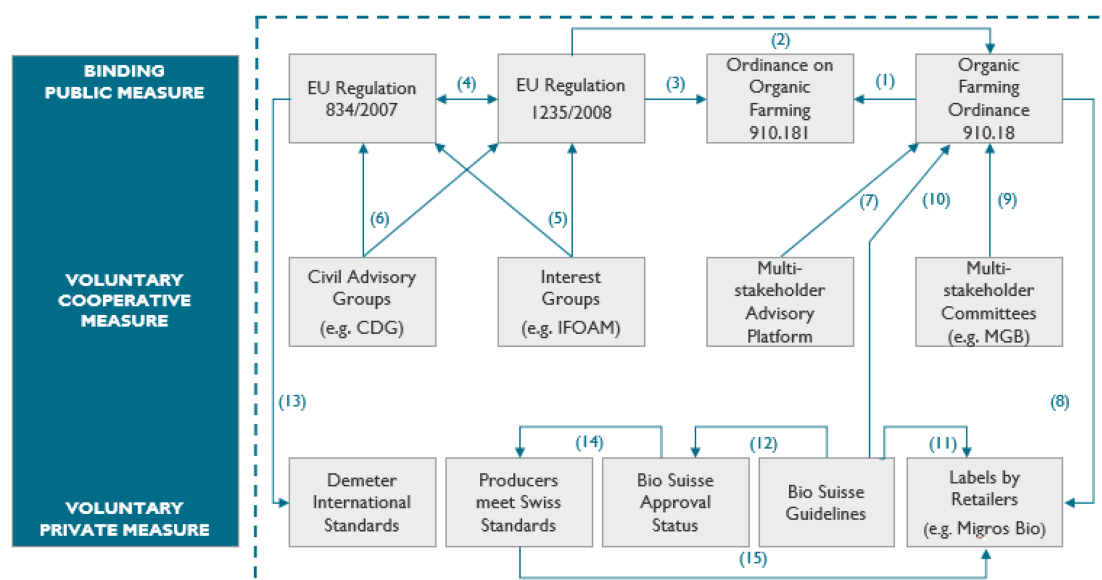 BINDING
PUBLIC MEASURE
(2)
EU Regulation
834/2007
(4)
EU Regulation
1235/2008
(3)
Ordinance on
Organic
Farming
910.181
(1)
Organic
Farming
Ordinance
910.18
(6)
(5)
(7)
(10)
(9)
VOLUNTARY
COOPERATIVE
MEASURE
Civil Advisory
Groups
(e.g. CDG)
Interest
Groups
(e.g. IFOAM)
Multi-
stakeholder
Advisory
Platform
Multi-
stakeholder
Committees
(e.g. MGB)
(13)
(8)
(14)
(12)
(11)
VOLUNTARY
PRIVATE MEASURE
Demeter
International
Standards
Producers
meet Swiss
Standards
Bio Suisse
Approval
Status
Bio Suisse
Guidelines
Labels by
Retailers
(e.g. Migros Bio)
(15)